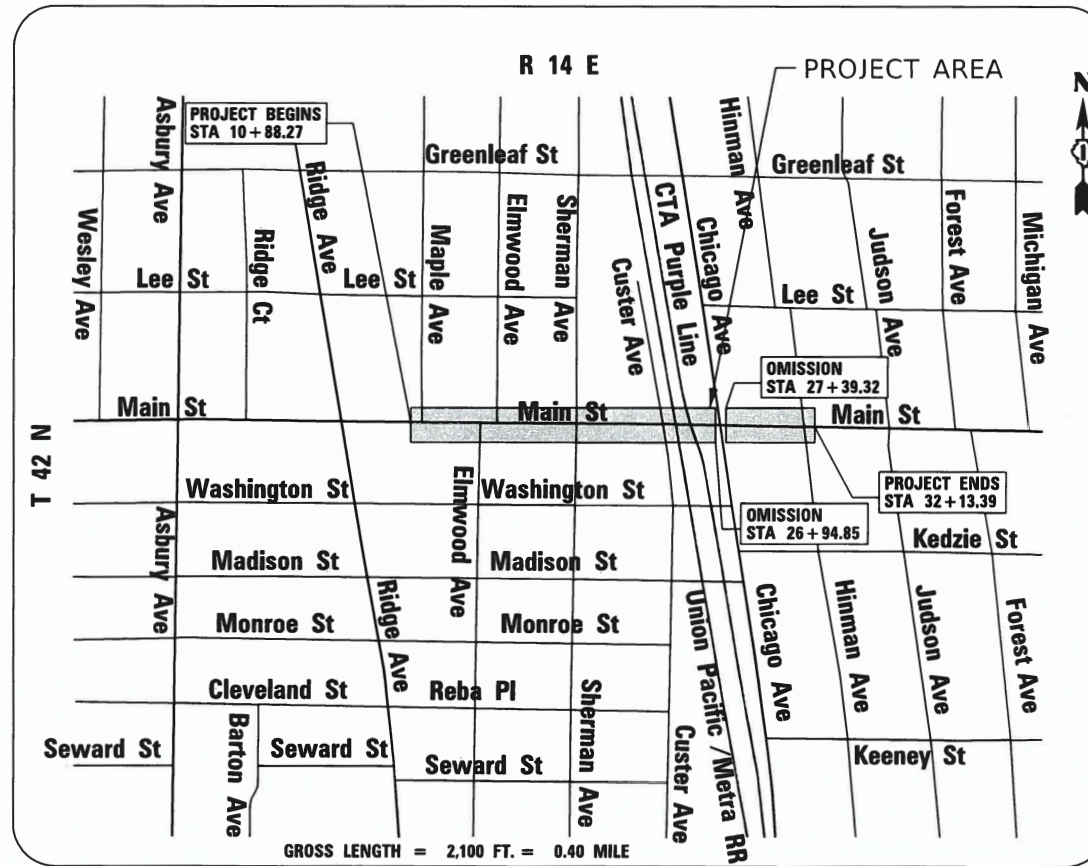 R 14 E
PROJECT AREA
N
PROJECT BEGINS
STA 10+88.27
Asbury Ave
Ridge Ave
Greenleaf St
Hinman Ave
Greenleaf St
Wesley Ave
Ridge Ct
Maple Ave
Elmwood Ave
Sherman Ave
Custer Ave
CTA Purple Line
Chicago Ave
Judson Ave
Forest Ave
Michigan Ave
Lee St
Lee St
Lee St
OMISSION
STA 27+39.32
Main St
Main St
Main St
T 42 N
PROJECT ENDS
STA 32+13.39
Washington St
Washington St
OMISSION
STA 26+94.85
Kedzie St
Asbury Ave
Elmwood Ave
Madison St
Madison St
Ridge Ave
Union Pacific/Metra RR
Chicago Ave
Hinman Ave
Judson Ave
Forest Ave
Monroe St
Monroe St
Cleveland St
Reba Pl
Sherman Ave
Custer Ave
Barton Ave
Seward St
Seward St
Seward St
Keeney St
GROSS LENGTH = 2,100 FT. = 0.40 MILE